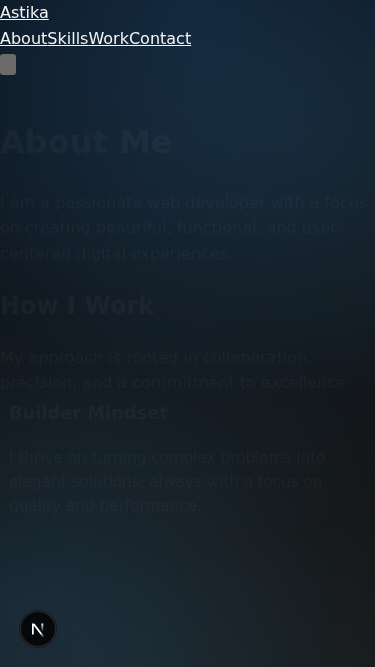 Astika
AboutSkillsWorkContact
About Me
I am a passionate web developer with a focus
on creating beautiful, functional, and user-
centered digital experiences.
How I Work
My approach is rooted in collaboration,
precision, and a commitment to excellence.
Builder Mindset
I thrive on turning complex problems into
elegant solutions, always with a focus on
quality and performance.
N